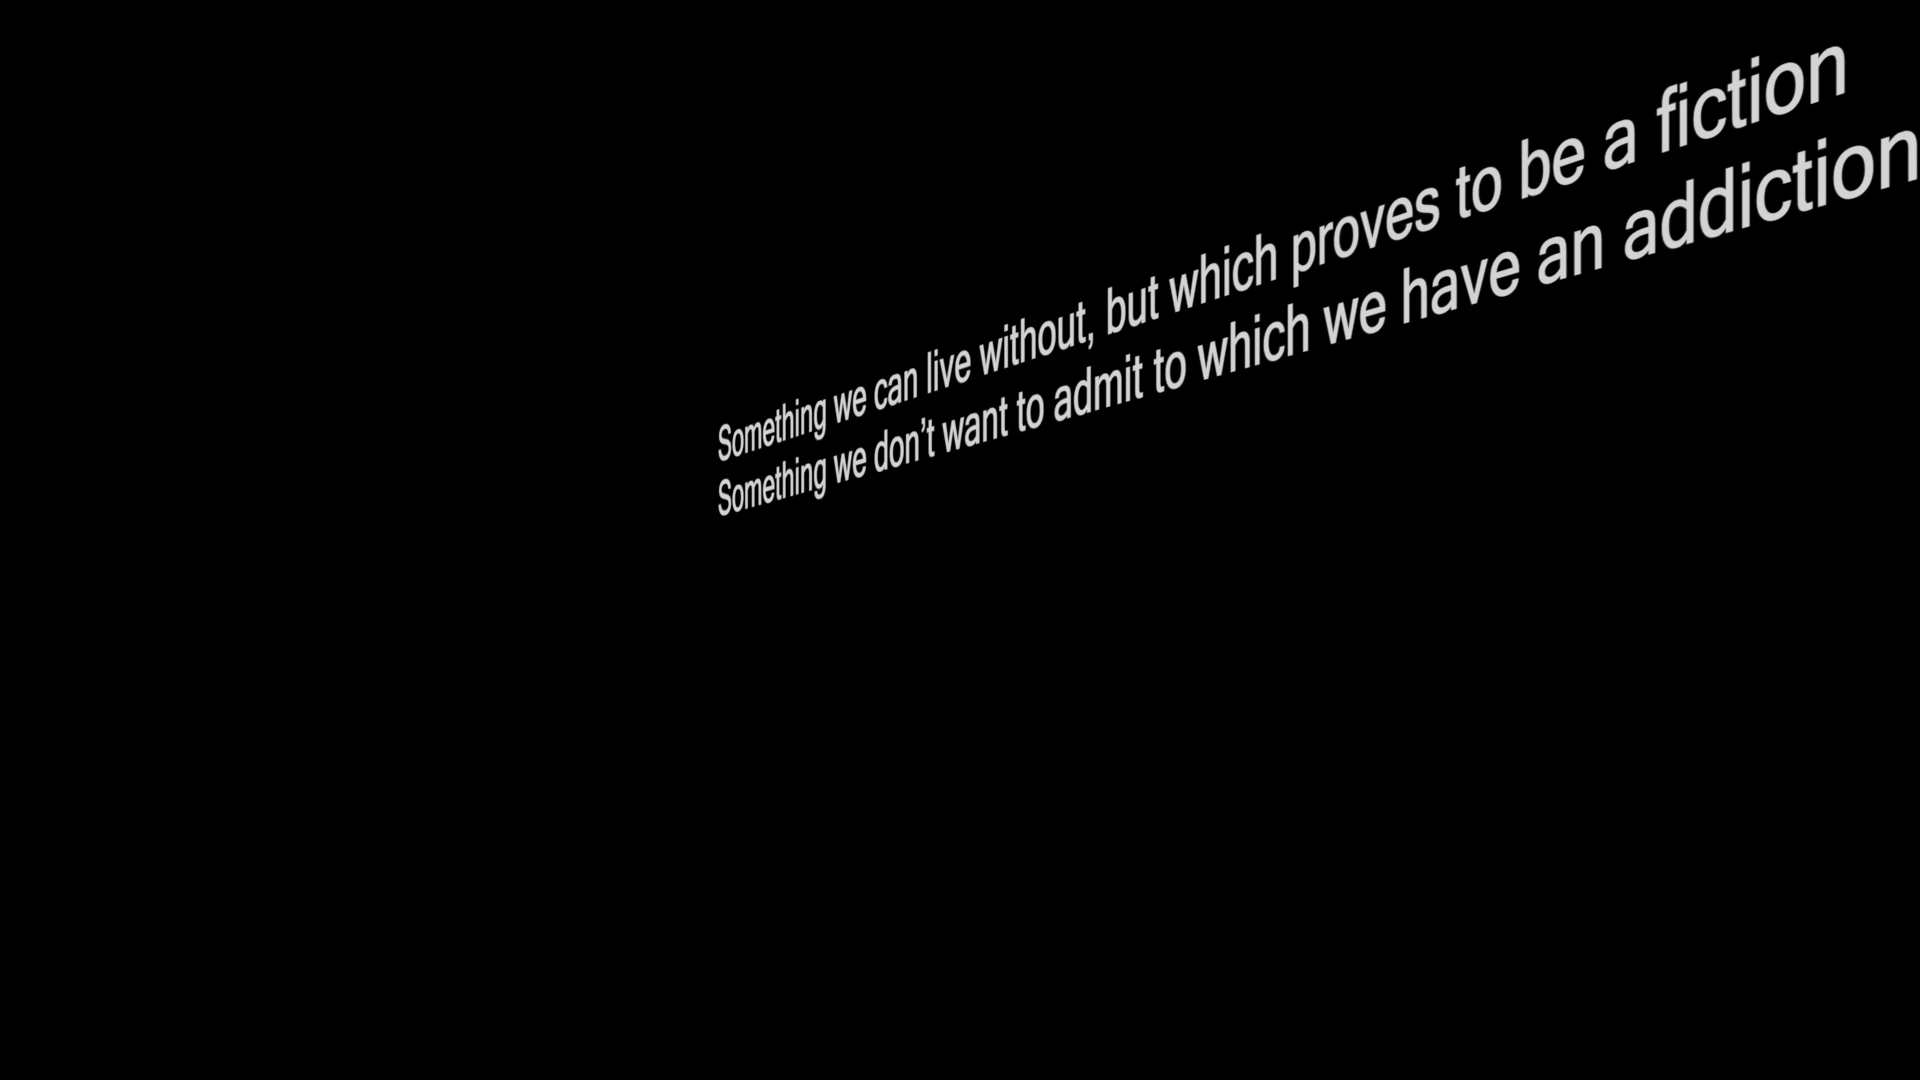 Something we can live without, but which proves to be a fiction
Something we don’t want to admit to which we have an addiction